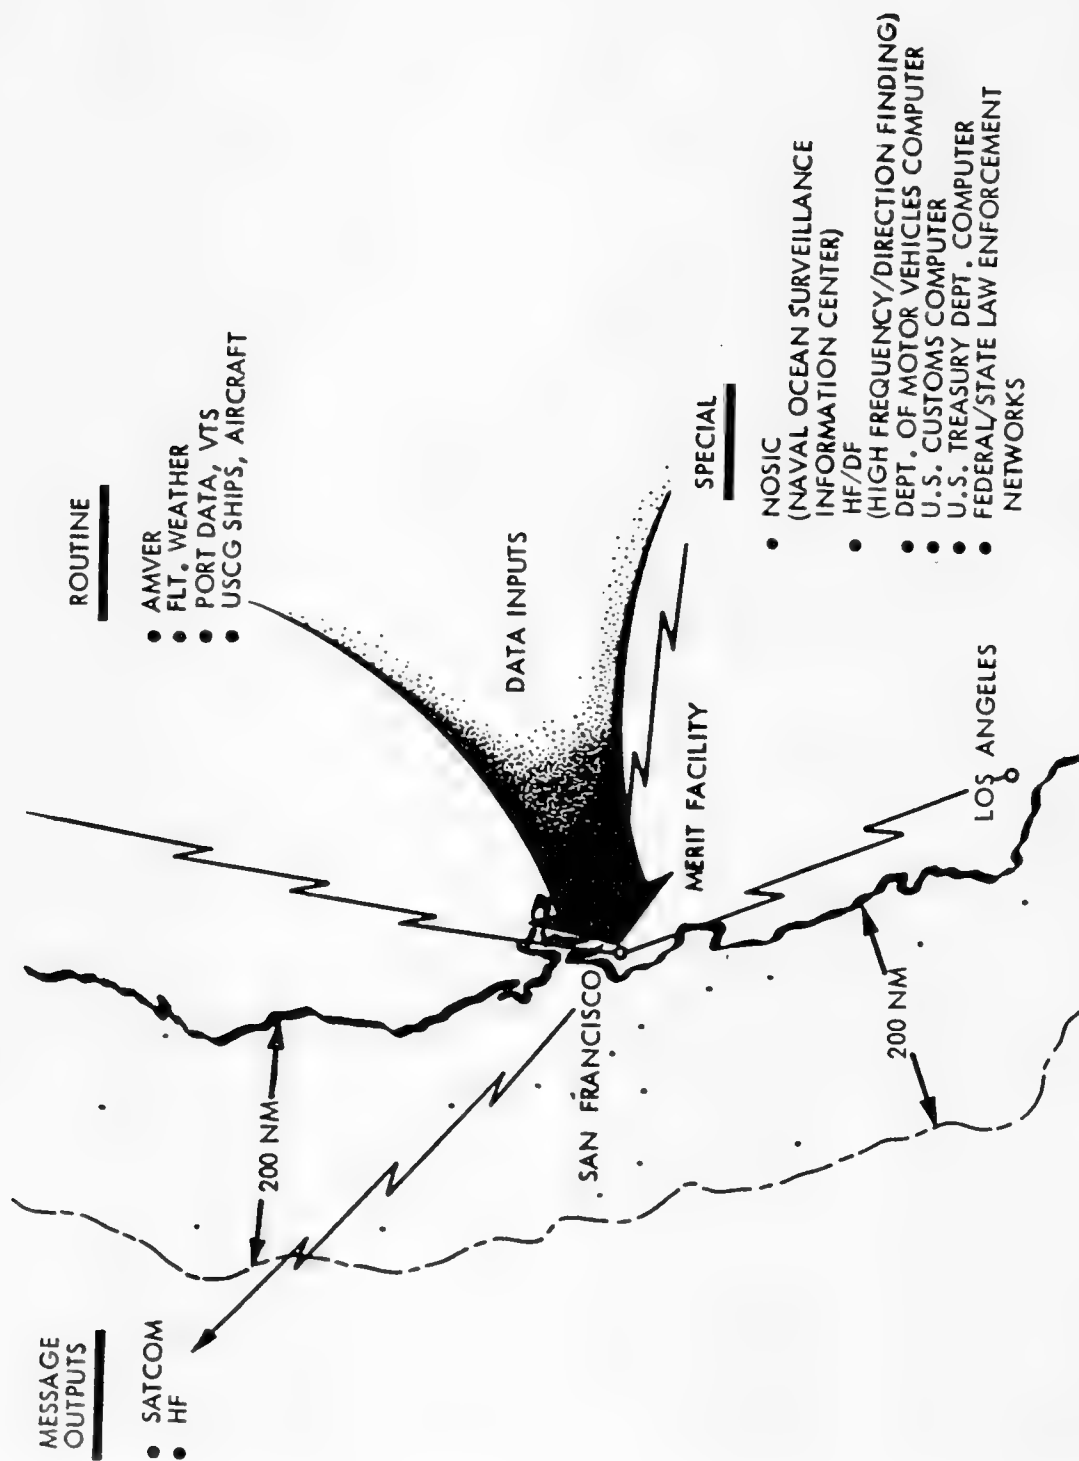 MESSAGE
OUTPUTS
• SATCOM
• HF
ROUTINE
• AMVER
• FLT. WEATHER
• PORT DATA, VTS
• USCG SHIPS, AIRCRAFT
200 NM
DATA INPUTS
SAN FRANCISCO
MERIT FACILITY
SPECIAL
• NOSIC
(NAVAL OCEAN SURVEILLANCE
INFORMATION CENTER)
• HF/DF
(HIGH FREQUENCY/DIRECTION FINDING)
• DEPT. OF MOTOR VEHICLES COMPUTER
• U.S. CUSTOMS COMPUTER
• U.S. TREASURY DEPT. COMPUTER
• FEDERAL/STATE LAW ENFORCEMENT
NETWORKS
200 NM
LOS ANGELES